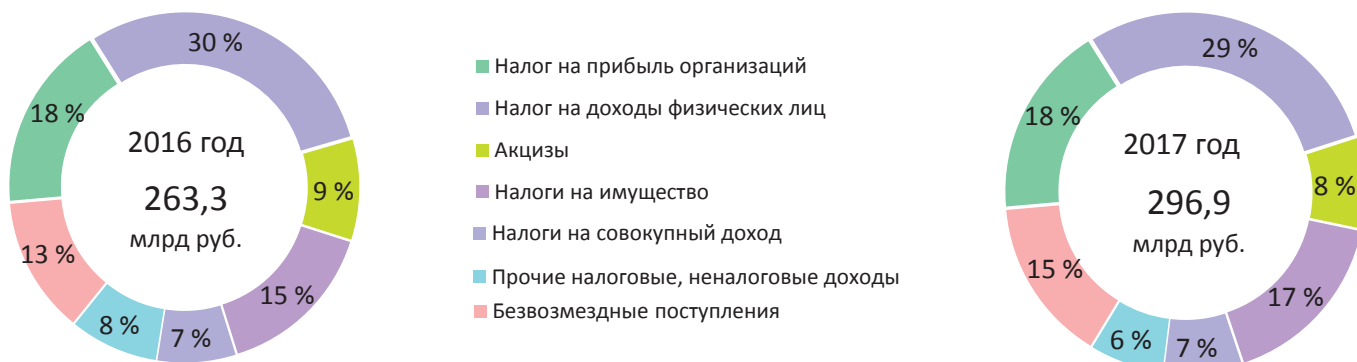 30 %
18 %
2016 год
263,3
млрд руб.
9 %
13 %
15 %
8 %
7 %
Налог на прибыль организаций
Налог на доходы физических лиц
Акцизы
Налоги на имущество
Налоги на совокупный доход
Прочие налоговые, неналоговые доходы
Безвозмездные поступления
29 %
18 %
2017 год
296,9
млрд руб.
8 %
15 %
17 %
6 %
7 %